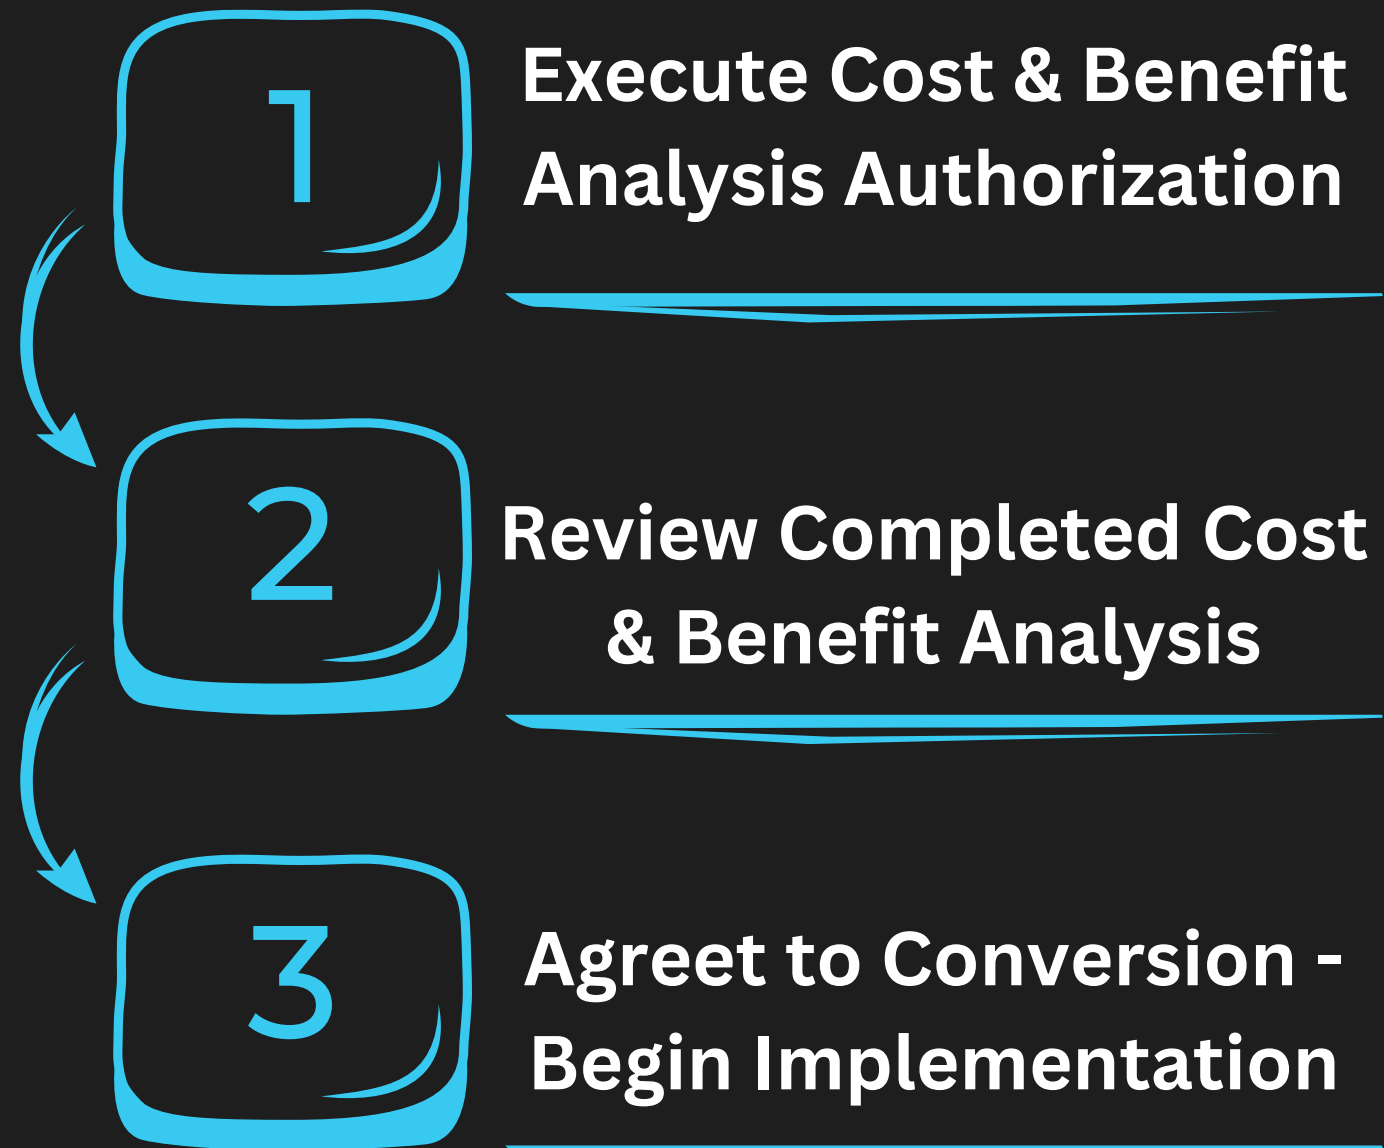 1
Execute Cost & Benefit
Analysis Authorization
2
Review Completed Cost
& Benefit Analysis
3
Agreet to Conversion -
Begin Implementation